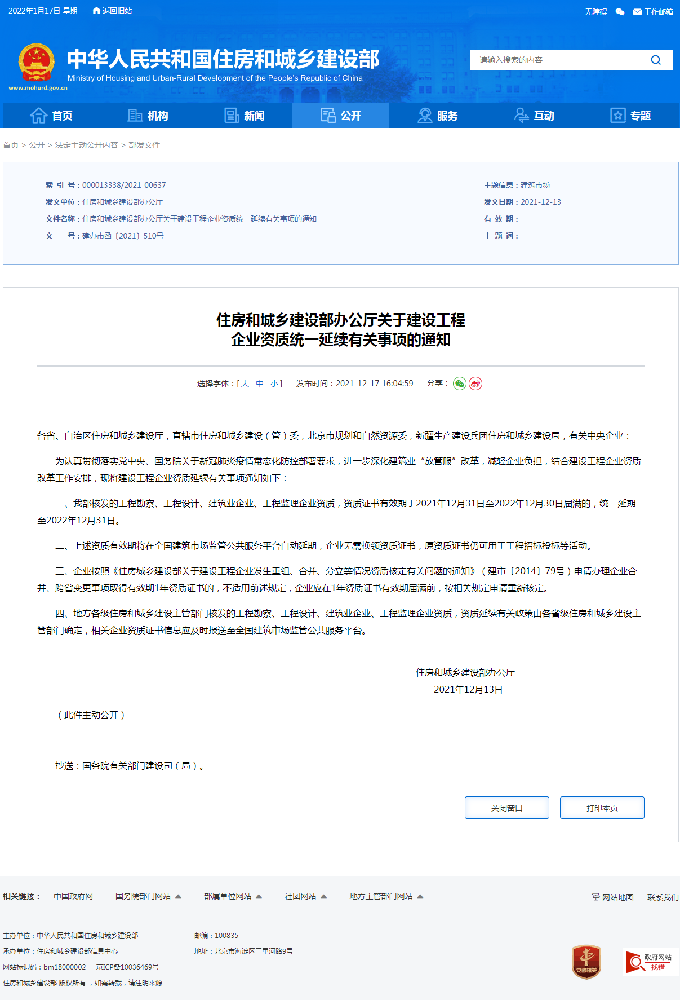 2022年1月17日 星期一 返回旧站
无障碍 工作邮箱
中华人民共和国住房和城乡建设部
Ministry of Housing and Urban-Rural Development of the People's Republic of China
www.mohurd.gov.cn
请输入搜索的内容
首页 机构 新闻 公开 服务 互动 专题
首页 > 公开 > 法定主动公开内容 > 部发文件
索 引 号：000013338/2021-00637 主题信息：建筑市场
发文单位：住房和城乡建设部办公厅 发文日期：2021-12-13
文件名称：住房和城乡建设部办公厅关于建设工程企业资质统一延续有关事项的通知 有 效 期：
文 号：建办市函〔2021〕510号 主 题 词：
住房和城乡建设部办公厅关于建设工程
企业资质统一延续有关事项的通知
选择字体：[ 大 - 中 - 小 ] 发布时间：2021-12-17 16:04:59 分享：
各省、自治区住房和城乡建设厅，直辖市住房和城乡建设（管）委，北京市规划和自然资源委，新疆生产建设兵团住房和城乡建设局，有关中央企业：
为认真贯彻落实党中央、国务院关于新冠肺炎疫情常态化防控部署要求，进一步深化建筑业“放管服”改革，减轻企业负担，结合建设工程企业资质
改革工作安排，现将建设工程企业资质延续有关事项通知如下：
一、我部核发的工程勘察、工程设计、建筑业企业、工程监理企业资质，资质证书有效期于2021年12月31日至2022年12月30日届满的，统一延期
至2022年12月31日。
二、上述资质有效期将在全国建筑市场监管公共服务平台自动延期，企业无需换领资质证书，原资质证书仍可用于工程招标投标等活动。
三、企业按照《住房城乡建设部关于建设工程企业发生重组、合并、分立等情况资质核定有关问题的通知》（建市〔2014〕79号）申请办理企业合
并、跨省变更事项取得有效期1年资质证书的，不适用前述规定，企业应在1年资质证书有效期届满前，按相关规定申请重新核定。
四、地方各级住房和城乡建设主管部门核发的工程勘察、工程设计、建筑业企业、工程监理企业资质，资质延续有关政策由各省级住房和城乡建设主
管部门确定，相关企业资质证书信息应及时报送至全国建筑市场监管公共服务平台。
住房和城乡建设部办公厅
2021年12月13日
（此件主动公开）
抄送：国务院有关部门建设司（局）。
关闭窗口 打印本页
相关链接： 中国政府网 国务院部门网站 部属单位网站 社团网站 地方主管部门网站 网站地图 联系我们
主办单位：中华人民共和国住房和城乡建设部 邮编：100835
承办单位：住房和城乡建设部信息中心 地址：北京市海淀区三里河路9号
网站标识码：bm18000002 京ICP备10036469号
住房和城乡建设部 版权所有 ，如需转载，请注明来源
党政机关
政府网站
找错